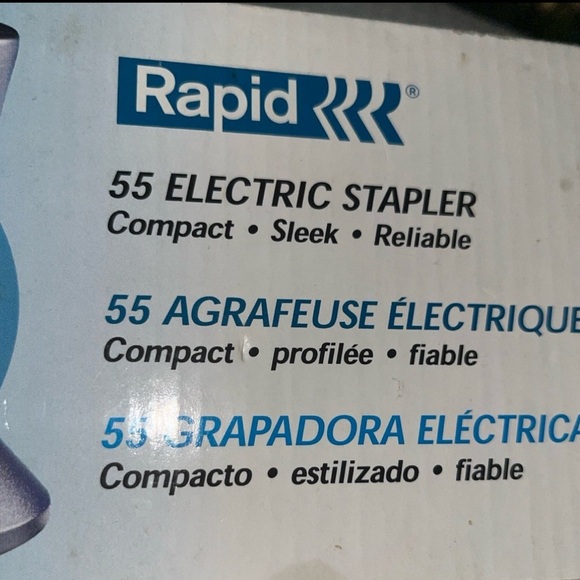 Rapid ®
55 ELECTRIC STAPLER
Compact • Sleek • Reliable
55 AGRAFEUSE ÉLECTRIQUE
Compact • profilée • fiable
55 GRAPADORA ELÉCTRICA
Compacto • estilizado • fiable